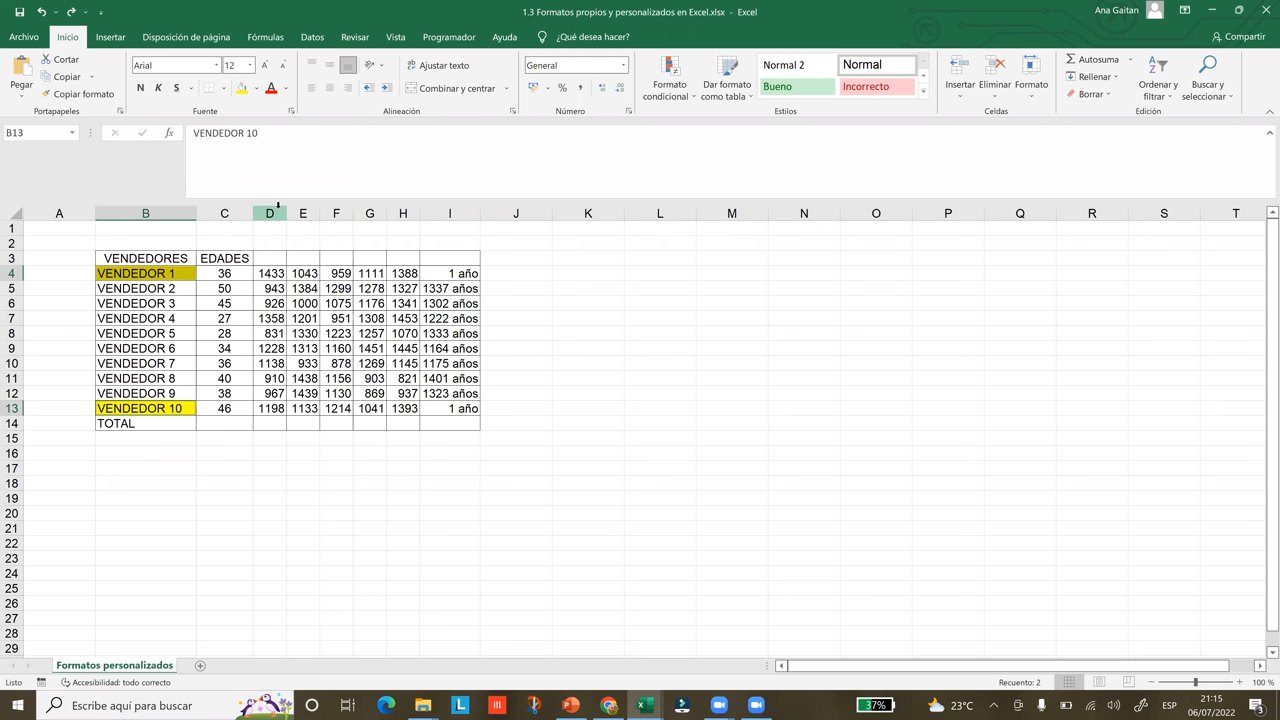 1.3 Formatos propios y personalizados en Excel.xlsx - Excel
Ana Gaitan
Archivo Inicio Insertar Disposición de página Fórmulas Datos Revisar Vista Programador Ayuda ¿Qué desea hacer? Compartir
Pegar
Cortar
Copiar
Copiar formato
Portapapeles
Arial 12
N K S
Fuente
Ajustar texto
Combinar y centrar
Alineación
General
%
Número
Formato condicional
Dar formato como tabla
Normal 2 Normal
Bueno Incorrecto
Estilos
Insertar Eliminar Formato
Celdas
Autosuma
Rellenar
Borrar
Ordenar y filtrar
Buscar y seleccionar
Edición
B13 fx VENDEDOR 10
A B C D E F G H I J K L M N O P Q R S T
1
2
3 VENDEDORES EDADES
4 VENDEDOR 1 36 1433 1043 959 1111 1388 1 año
5 VENDEDOR 2 50 943 1384 1299 1278 1327 1337 años
6 VENDEDOR 3 45 926 1000 1075 1176 1341 1302 años
7 VENDEDOR 4 27 1358 1201 951 1308 1453 1222 años
8 VENDEDOR 5 28 831 1330 1223 1257 1070 1333 años
9 VENDEDOR 6 34 1228 1313 1160 1451 1445 1164 años
10 VENDEDOR 7 36 1138 933 878 1269 1145 1175 años
11 VENDEDOR 8 40 910 1438 1156 903 821 1401 años
12 VENDEDOR 9 38 967 1439 1130 869 937 1323 años
13 VENDEDOR 10 46 1198 1133 1214 1041 1393 1 año
14 TOTAL
15
16
17
18
19
20
21
22
23
24
25
26
27
28
29
Formatos personalizados
Listo Accesibilidad: todo correcto Recuento: 2 100 %
Escribe aquí para buscar 37% 23°C ESP 21:15
06/07/2022